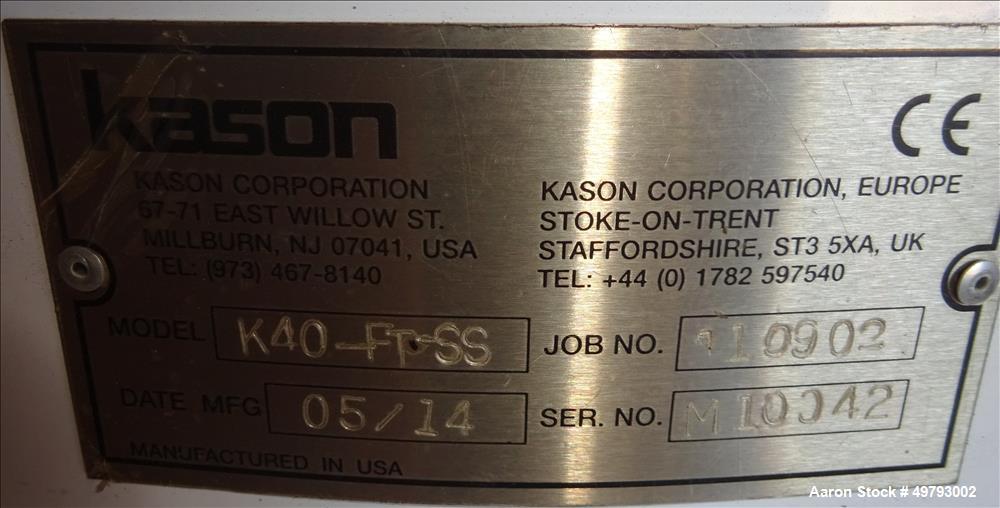 kason
CE
KASON CORPORATION
67-71 EAST WILLOW ST.
MILLBURN, NJ 07041, USA
TEL: (973) 467-8140
KASON CORPORATION, EUROPE
STOKE-ON-TRENT
STAFFORDSHIRE, ST3 5XA, UK
TEL: +44 (0) 1782 597540
MODEL K40-FT-SS
JOB NO.
DATE MFG 05/14
SER. NO. M10042
MANUFACTURED IN USA
Aaron Stock # 49793002